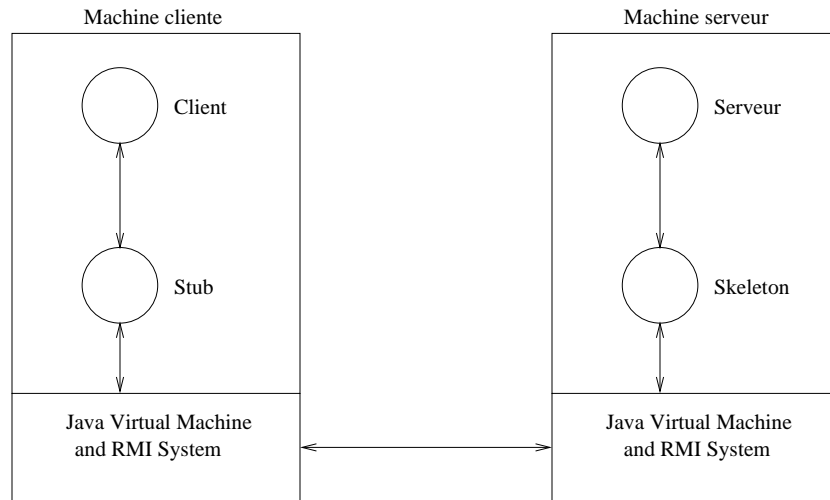 Machine cliente
Machine serveur
Client
Serveur
Stub
Skeleton
Java Virtual Machine
and RMI System
Java Virtual Machine
and RMI System